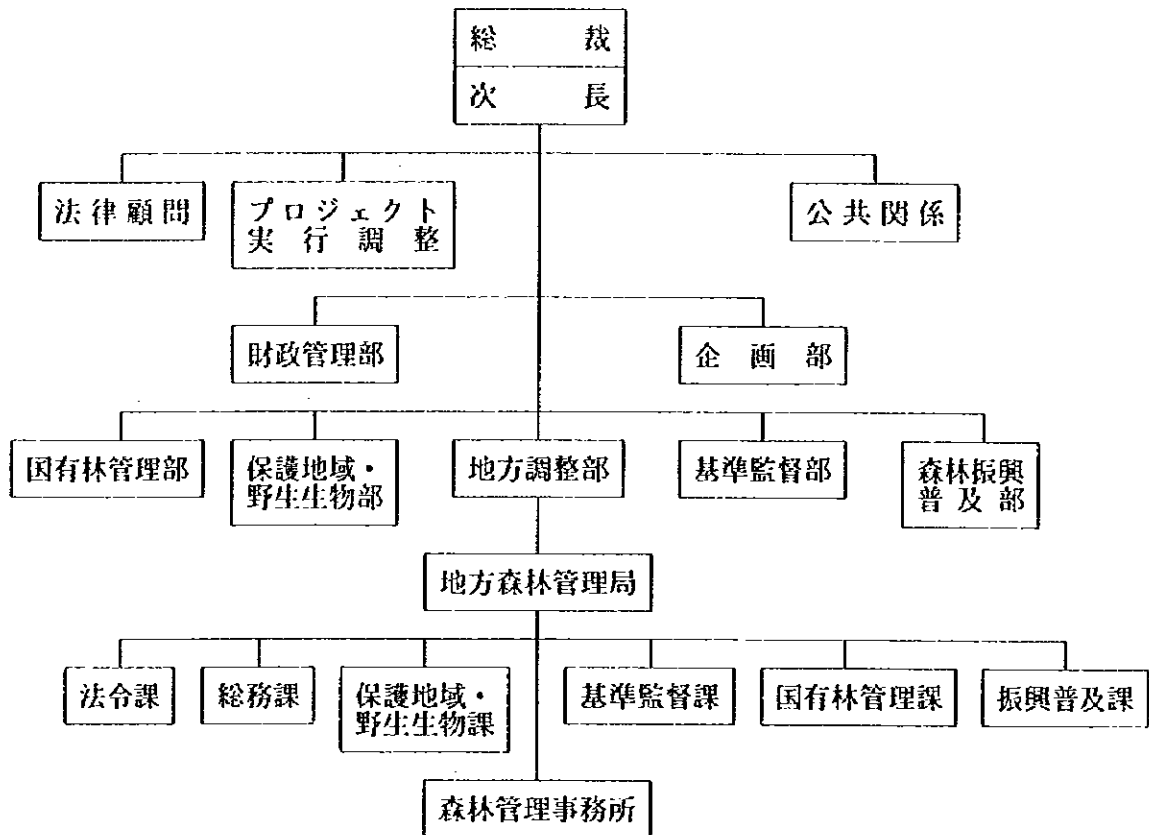 総裁
次長
法律顧問
プロジェクト
実行調整
公共関係
財政管理部
企画部
国有林管理部
保護地域・
野生生物部
地方調整部
基準監督部
森林振興
普及部
地方森林管理局
法令課
総務課
保護地域・
野生生物課
基準監督課
国有林管理課
振興普及課
森林管理事務所